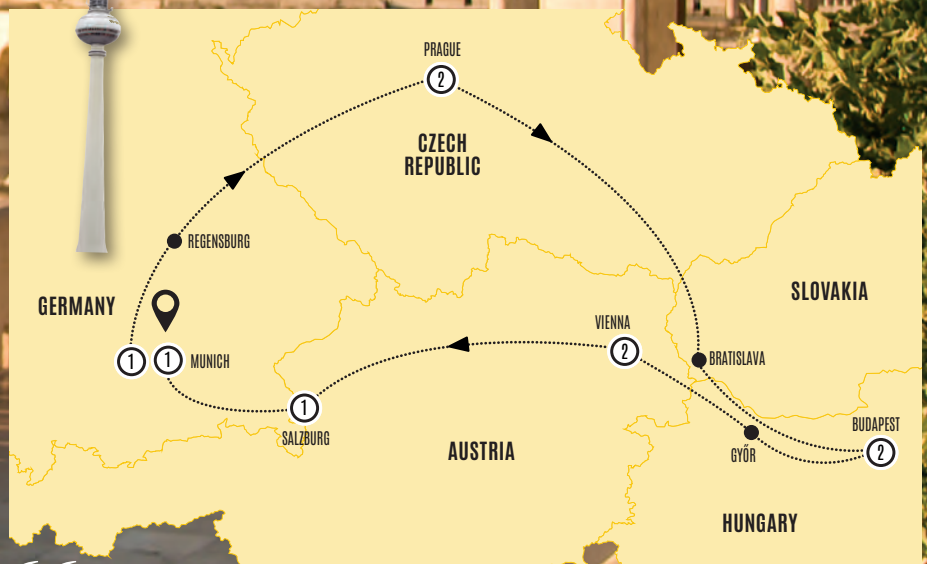 PRAGUE
2
CZECH
REPUBLIC
REGENSBURG
GERMANY
SLOVAKIA
VIENNA
2
BRATISLAVA
1
1
MUNICH
1
SALZBURG
AUSTRIA
BUDAPEST
2
GYŐR
HUNGARY